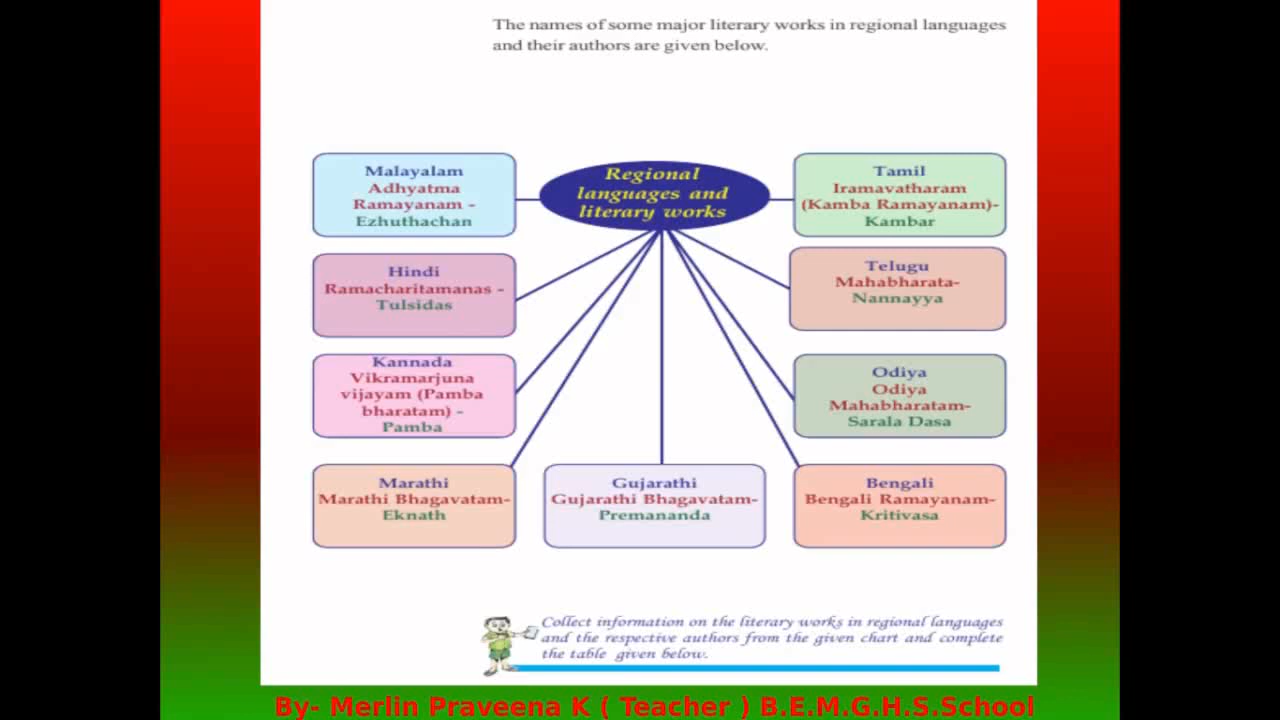 The names of some major literary works in regional languages
and their authors are given below.
Regional
languages and
literary works
Malayalam
Adhyatma
Ramayanam -
Ezhuthachan
Tamil
Iramavatharam
(Kamba Ramayanam)-
Kambar
Hindi
Ramacharitamanas -
Tulsidas
Telugu
Mahabharata-
Nannayya
Kannada
Vikramarjuna
vijayam (Pamba
bharatam) -
Pamba
Odiya
Odiya
Mahabharatam-
Sarala Dasa
Marathi
Marathi Bhagavatam-
Eknath
Gujarathi
Gujarathi Bhagavatam-
Premananda
Bengali
Bengali Ramayanam-
Kritivasa
Collect information on the literary works in regional languages
and the respective authors from the given chart and complete
the table given below.
By- Merlin Praveena K ( Teacher ) B.E.M.G.H.S.School